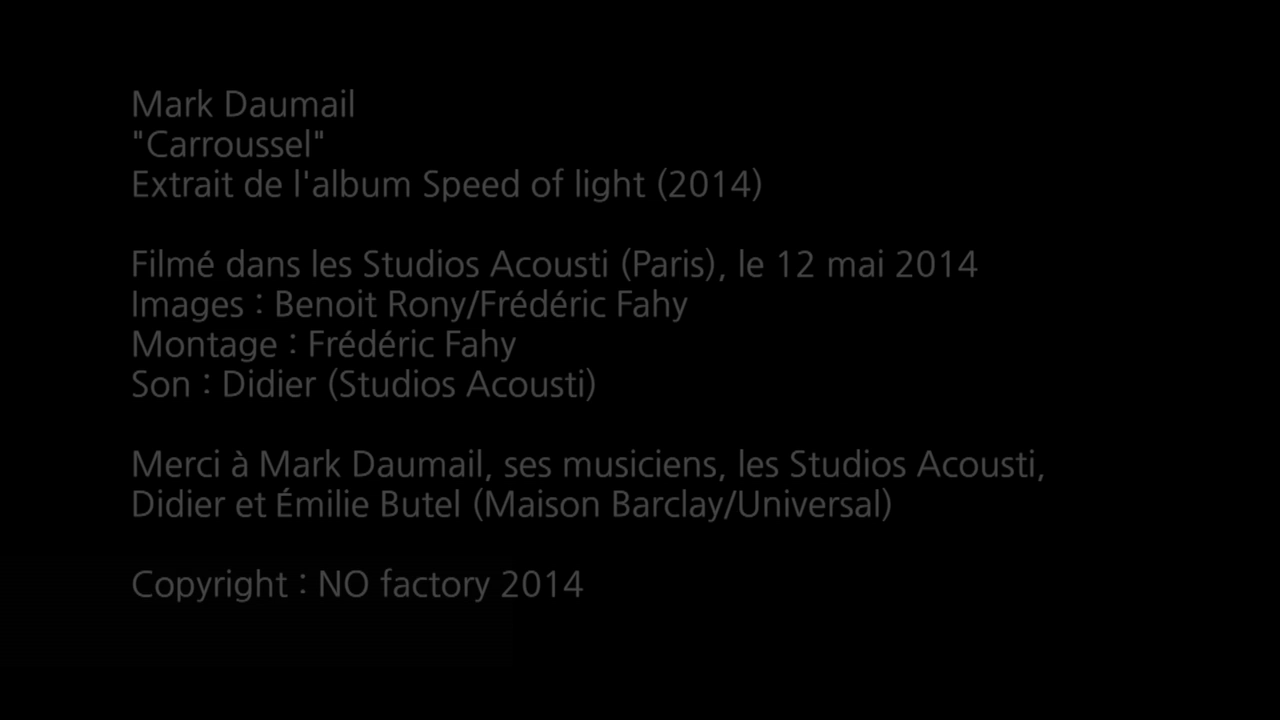 Mark Daumail
"Carroussel"
Extrait de l'album Speed of light (2014)
Filmé dans les Studios Acousti (Paris), le 12 mai 2014
Images : Benoit Rony/Frédéric Fahy
Montage : Frédéric Fahy
Son : Didier (Studios Acousti)
Merci à Mark Daumail, ses musiciens, les Studios Acousti,
Didier et Émilie Butel (Maison Barclay/Universal)
Copyright : NO factory 2014